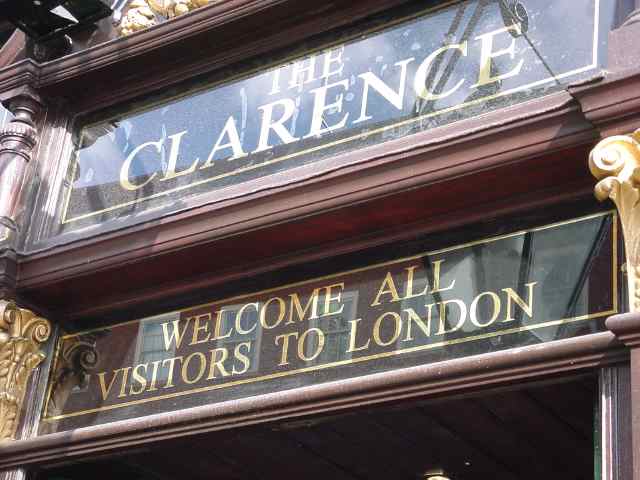 THE
CLARENCE
WELCOME ALL
VISITORS TO LONDON